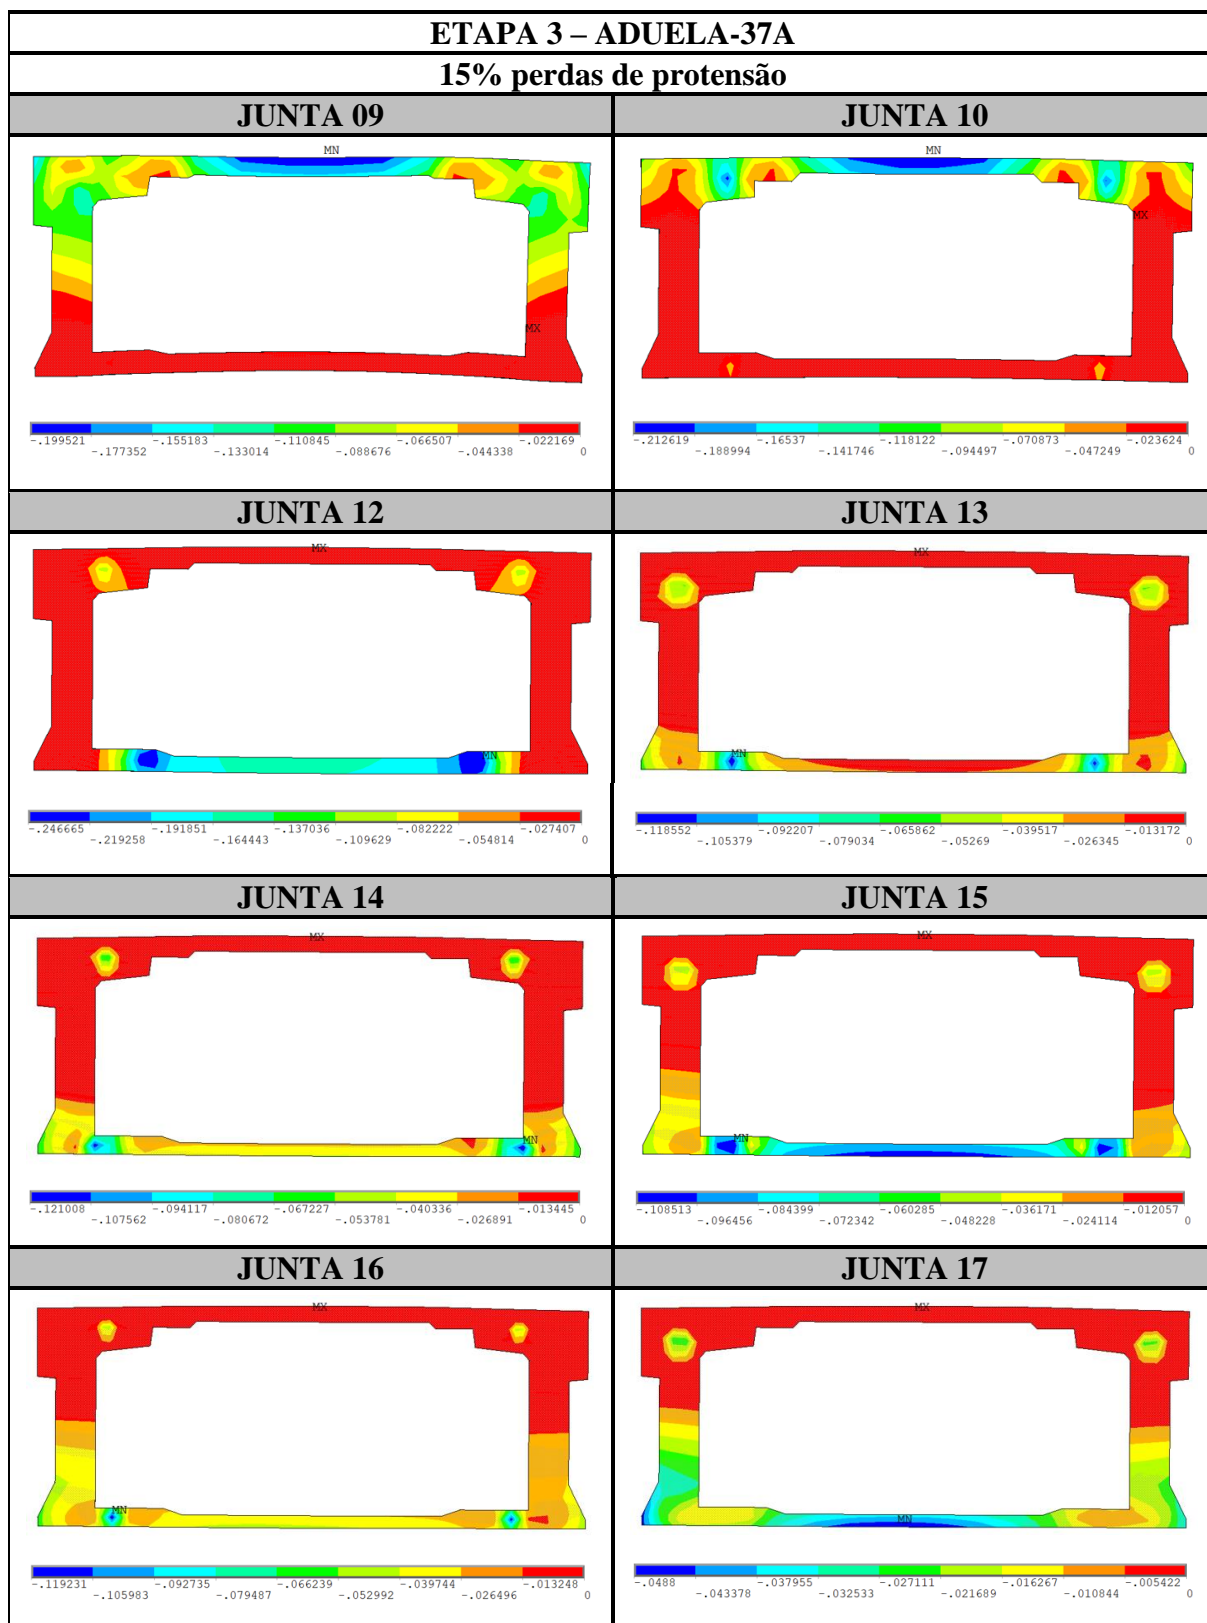 ETAPA 3 – ADUELA-37A
15% perdas de protensão
JUNTA 09
JUNTA 10
MN
MX
-.199521 -.155183 -.110845 -.066507 -.022169
-.177352 -.133014 -.088676 -.044338 0
MN
MX
-.212619 -.16537 -.118122 -.070873 -.023624
-.188994 -.141746 -.094497 -.047249 0
JUNTA 12
JUNTA 13
MX
MN
-.246665 -.191851 -.137036 -.082222 -.027407
-.219258 -.164443 -.109629 -.054814 0
MX
MN
-.118552 -.092207 -.065862 -.039517 -.013172
-.105379 -.079034 -.05269 -.026345 0
JUNTA 14
JUNTA 15
MX
MN
-.121008 -.094117 -.067227 -.040336 -.013445
-.107562 -.080672 -.053781 -.026891 0
MX
MN
-.108513 -.084399 -.060285 -.036171 -.012057
-.096456 -.072342 -.048228 -.024114 0
JUNTA 16
JUNTA 17
MX
MN
-.119231 -.092735 -.066239 -.039744 -.013248
-.105983 -.079487 -.052992 -.026496 0
MX
MN
-.0488 -.037955 -.027111 -.016267 -.005422
-.043378 -.032533 -.021689 -.010844 0